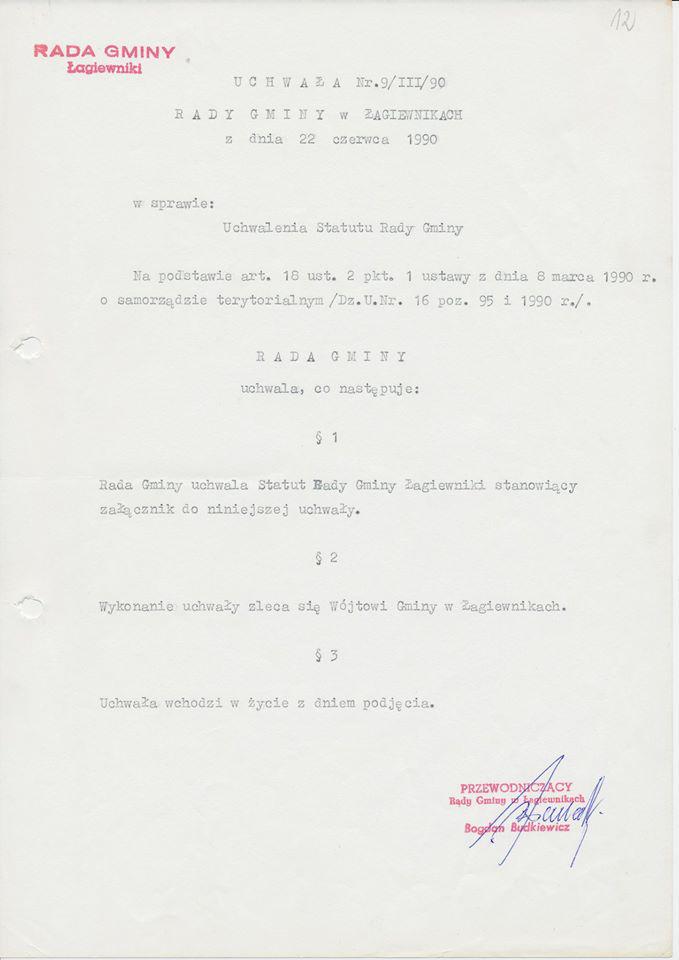 12
RADA GMINY
Łagiewniki
U C H W A Ł A Nr.9/III/90
R A D Y G M I N Y w ŁAGIEWNIKACH
z dnia 22 czerwca 1990
w sprawie:
Uchwalenia Statutu Rady Gminy
Na podstawie art. 18 ust. 2 pkt. 1 ustawy z dnia 8 marca 1990 r.
o samorządzie terytorialnym /Dz.U.Nr. 16 poz. 95 i 1990 r./.
R A D A G M I N Y
uchwala, co następuje:
§ 1
Rada Gminy uchwala Statut Rady Gminy Łagiewniki stanowiący
załącznik do niniejszej uchwały.
§ 2
Wykonanie uchwały zleca się Wójtowi Gminy w Łagiewnikach.
§ 3
Uchwała wchodzi w życie z dniem podjęcia.
PRZEWODNICZĄCY
Rady Gminy w Łagiewnikach
Bogdan Budkiewicz